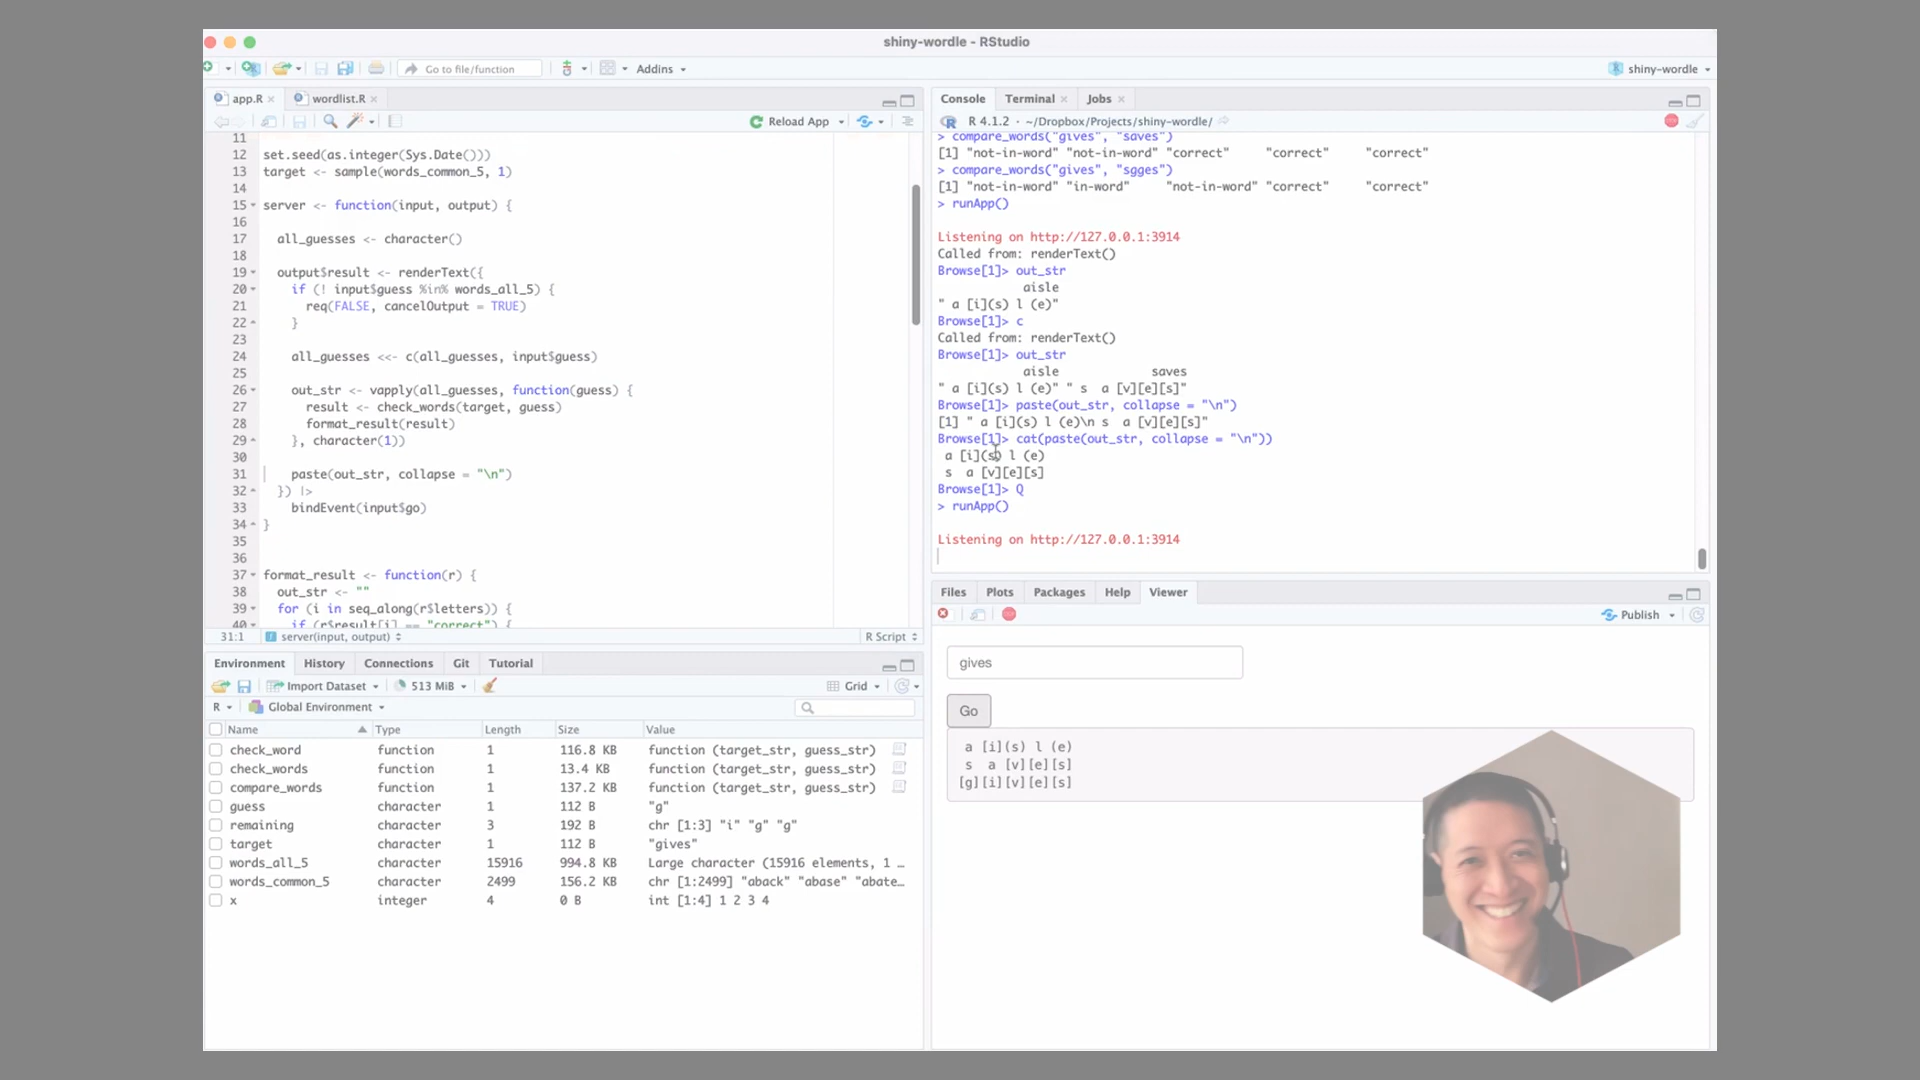 shiny-wordle - RStudio
Go to file/function
Addins
shiny-wordle
app.R
wordlist.R
Reload App
11
12 set.seed(as.integer(Sys.Date()))
13 target <- sample(words_common_5, 1)
14
15 server <- function(input, output) {
16
17 all_guesses <- character()
18
19 output$result <- renderText({
20 if (! input$guess %in% words_all_5) {
21 req(FALSE, cancelOutput = TRUE)
22 }
23
24 all_guesses <<- c(all_guesses, input$guess)
25
26 out_str <- vapply(all_guesses, function(guess) {
27 result <- check_words(target, guess)
28 format_result(result)
29 }, character(1))
30
31 paste(out_str, collapse = "\n")
32 }) |>
33 bindEvent(input$go)
34 }
35
36
37 format_result <- function(r) {
38 out_str <- ""
39 for (i in seq_along(r$letters)) {
40 if (r$result[i] == "correct") {
31:1 server(input, output) R Script
Console Terminal Jobs
R 4.1.2 · ~/Dropbox/Projects/shiny-wordle/
> compare_words("gives", "saves")
[1] "not-in-word" "not-in-word" "correct" "correct" "correct"
> compare_words("gives", "sgges")
[1] "not-in-word" "in-word" "not-in-word" "correct" "correct"
> runApp()
Listening on http://127.0.0.1:3914
Called from: renderText()
Browse[1]> out_str
aisle
" a [i](s) l (e)"
Browse[1]> c
Called from: renderText()
Browse[1]> out_str
aisle saves
" a [i](s) l (e)" " s  a [v][e][s]"
Browse[1]> paste(out_str, collapse = "\n")
[1] " a [i](s) l (e)\n s  a [v][e][s]"
Browse[1]> cat(paste(out_str, collapse = "\n"))
a [i](s) l (e)
s  a [v][e][s]
Browse[1]> Q
> runApp()
Listening on http://127.0.0.1:3914
Environment History Connections Git Tutorial
Import Dataset 513 MiB Grid
R Global Environment
Name Type Length Size Value
check_word function 1 116.8 KB function (target_str, guess_str)
check_words function 1 13.4 KB function (target_str, guess_str)
compare_words function 1 137.2 KB function (target_str, guess_str)
guess character 1 112 B "g"
remaining character 3 192 B chr [1:3] "i" "g" "g"
target character 1 112 B "gives"
words_all_5 character 15916 994.8 KB Large character (15916 elements, 1 …
words_common_5 character 2499 156.2 KB chr [1:2499] "aback" "abase" "abate…
x integer 4 0 B int [1:4] 1 2 3 4
Files Plots Packages Help Viewer
Publish
gives
Go
a [i](s) l (e)
s  a [v][e][s]
[g][i][v][e][s]